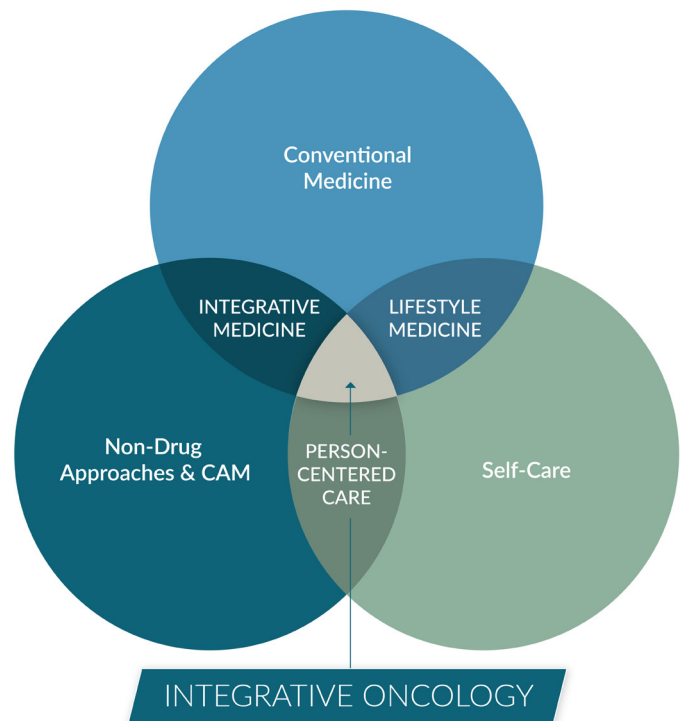 Conventional
Medicine
INTEGRATIVE
MEDICINE
LIFESTYLE
MEDICINE
Non-Drug
Approaches & CAM
PERSON-
CENTERED
CARE
Self-Care
INTEGRATIVE ONCOLOGY